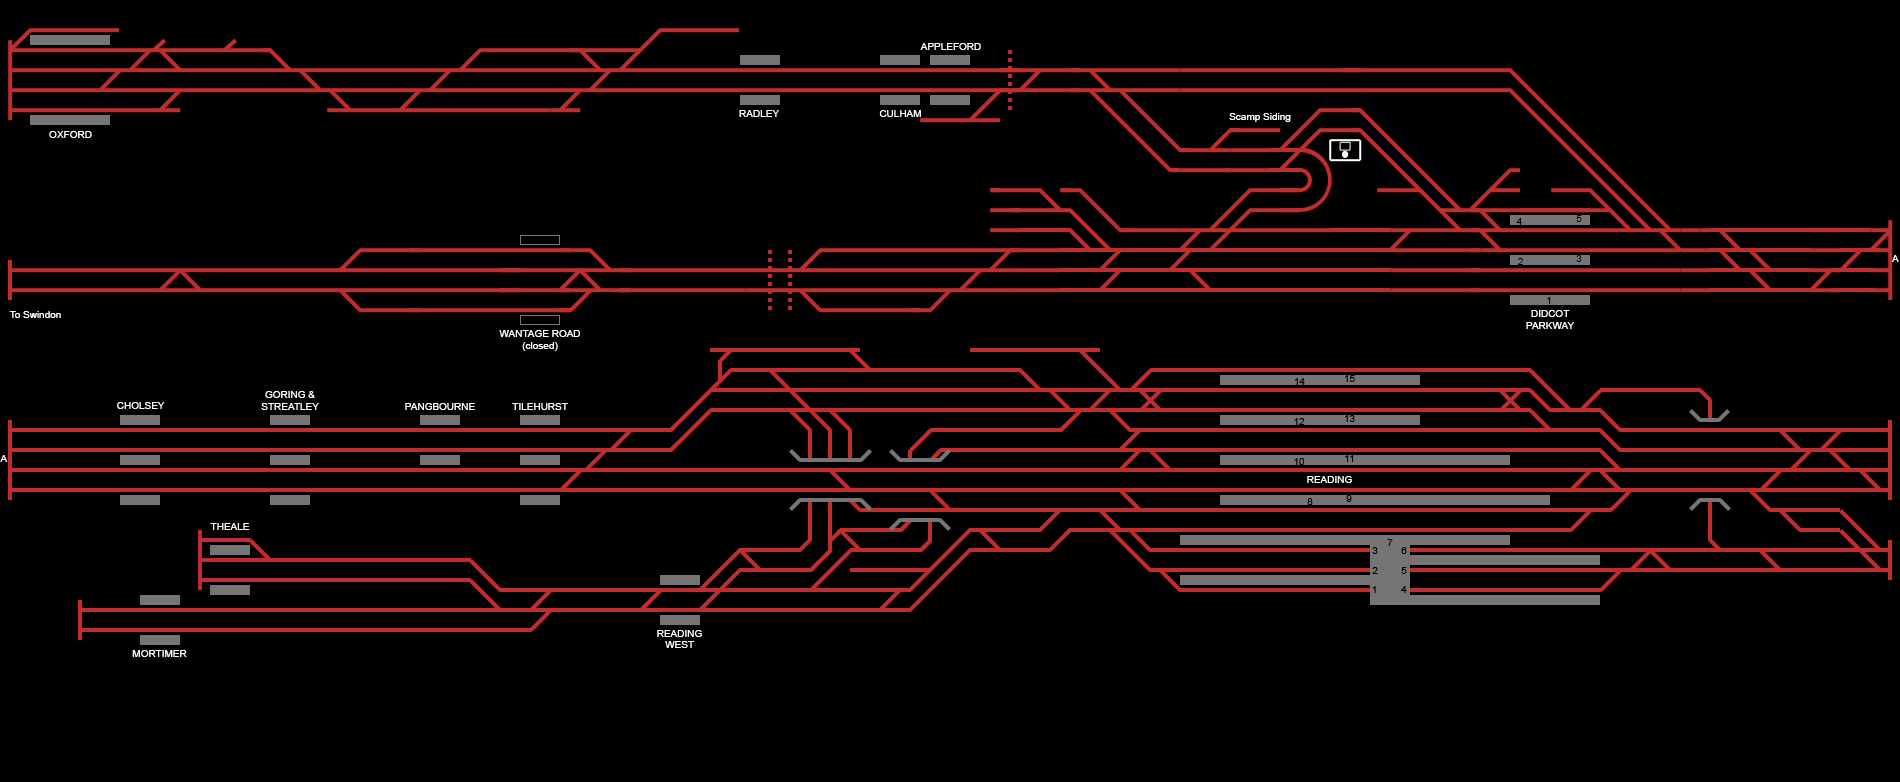 APPLEFORD
RADLEY
CULHAM
OXFORD
Scamp Siding
4
5
2
3
A
1
DIDCOT
PARKWAY
To Swindon
WANTAGE ROAD
(closed)
14
15
CHOLSEY
GORING &
STREATLEY
PANGBOURNE
TILEHURST
12
13
A
10
11
READING
8
9
THEALE
7
3
6
2
5
1
4
READING
WEST
MORTIMER